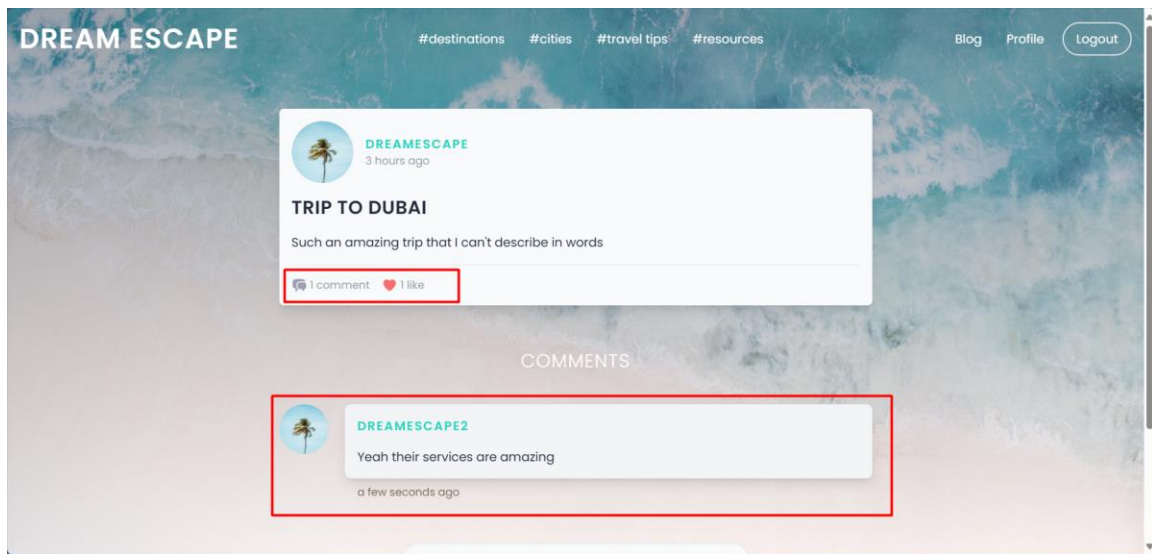 DREAM ESCAPE #destinations #cities #travel tips #resources Blog Profile Logout
DREAMESCAPE
3 hours ago
TRIP TO DUBAI
Such an amazing trip that I can't describe in words
1 comment 1 like
COMMENTS
DREAMESCAPE2
Yeah their services are amazing
a few seconds ago